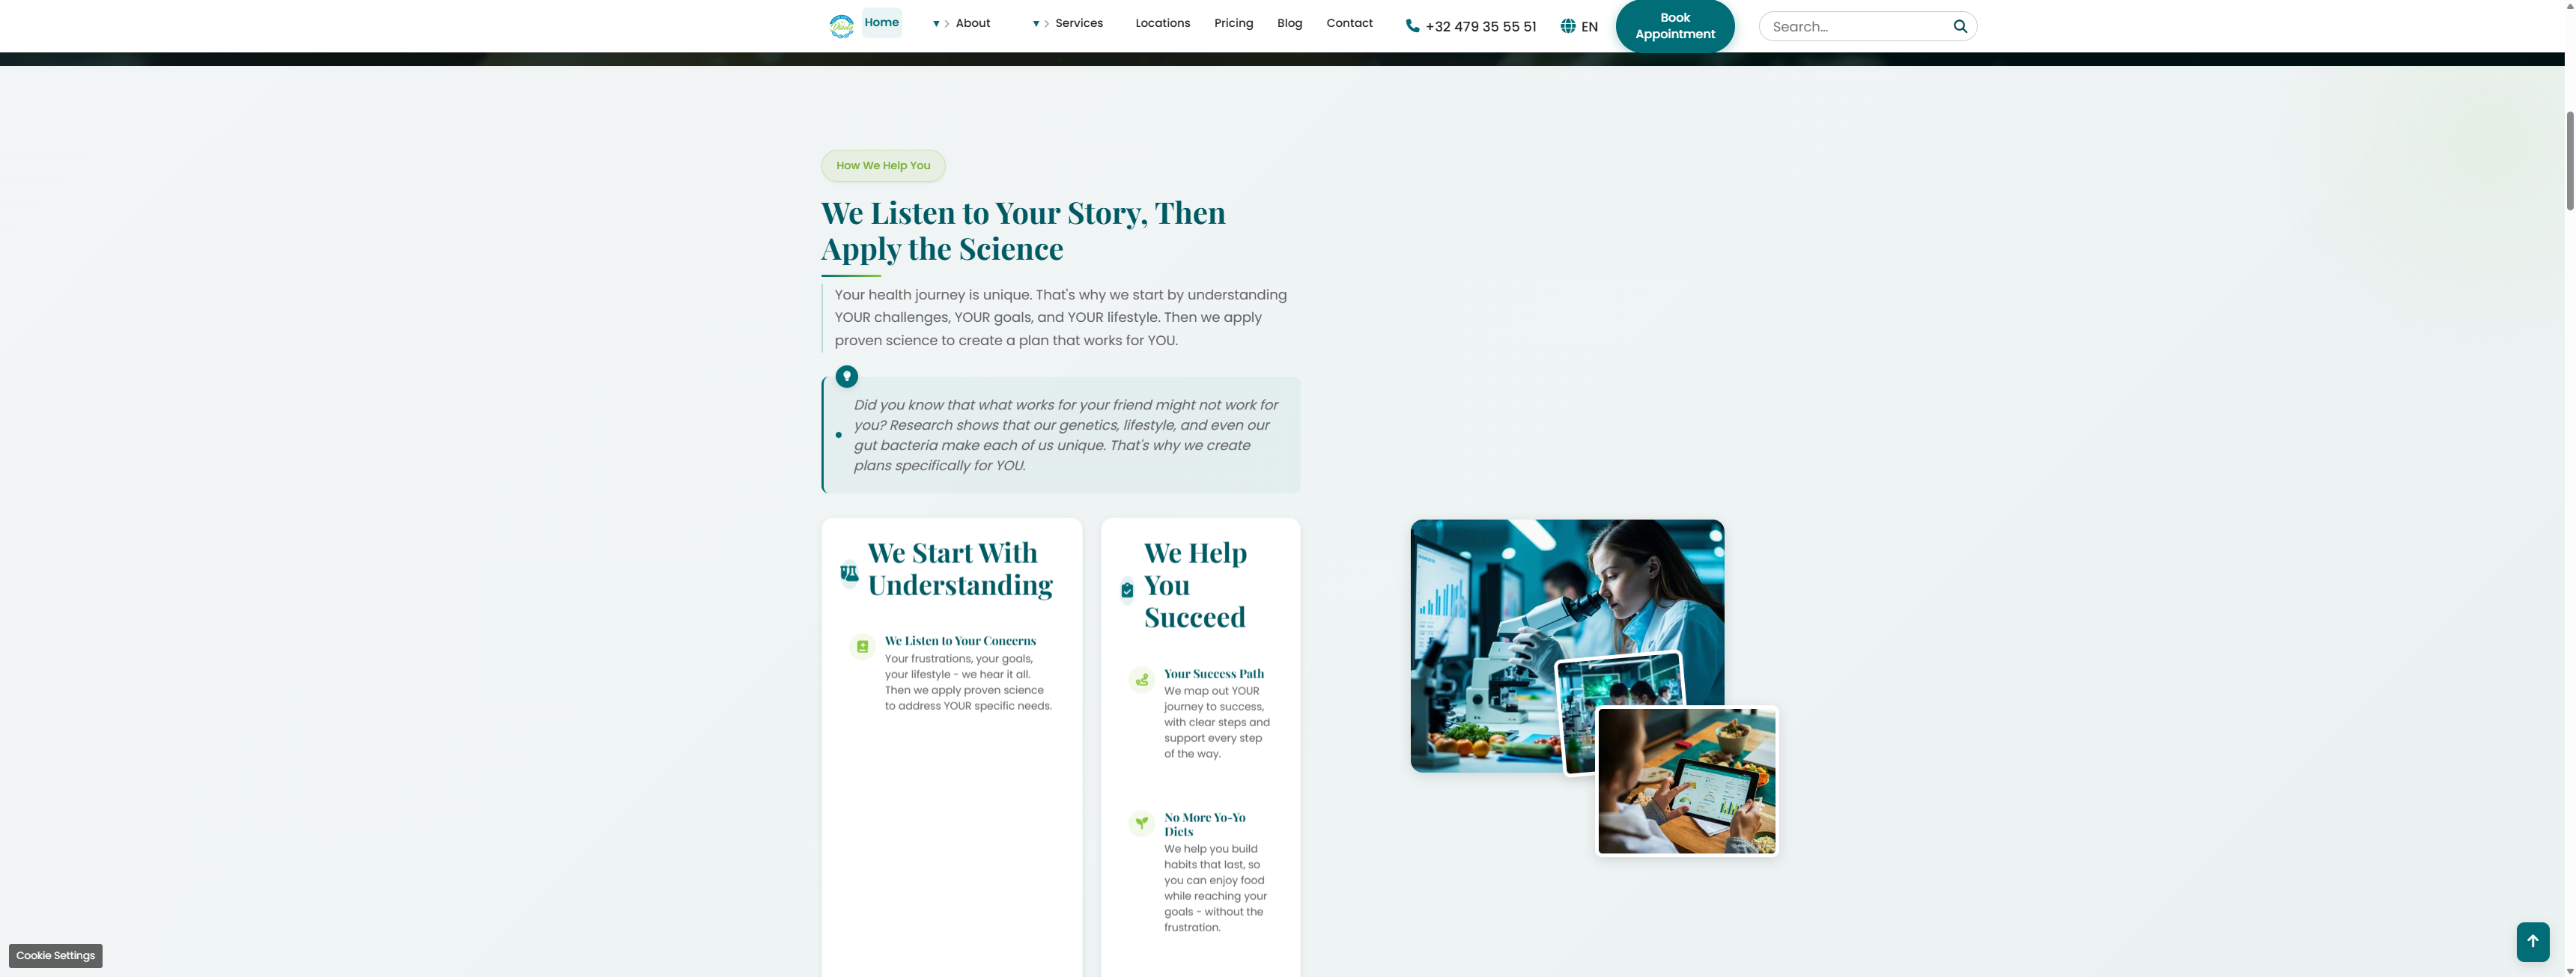 Home
About
Services
Locations
Pricing
Blog
Contact
+32 479 35 55 51
EN
Book
Appointment
Search...
How We Help You
We Listen to Your Story, Then
Apply the Science
Your health journey is unique. That's why we start by understanding
YOUR challenges, YOUR goals, and YOUR lifestyle. Then we apply
proven science to create a plan that works for YOU.
Did you know that what works for your friend might not work for
you? Research shows that our genetics, lifestyle, and even our
gut bacteria make each of us unique. That's why we create
plans specifically for YOU.
We Start With
Understanding
We Listen to Your Concerns
Your frustrations, your goals,
your lifestyle - we hear it all.
Then we apply proven science
to address YOUR specific needs.
We Help
You
Succeed
Your Success Path
We map out YOUR
journey to success,
with clear steps and
support every step
of the way.
No More Yo-Yo
Diets
We help you build
habits that last, so
you can enjoy food
while reaching your
goals - without the
frustration.
Cookie Settings